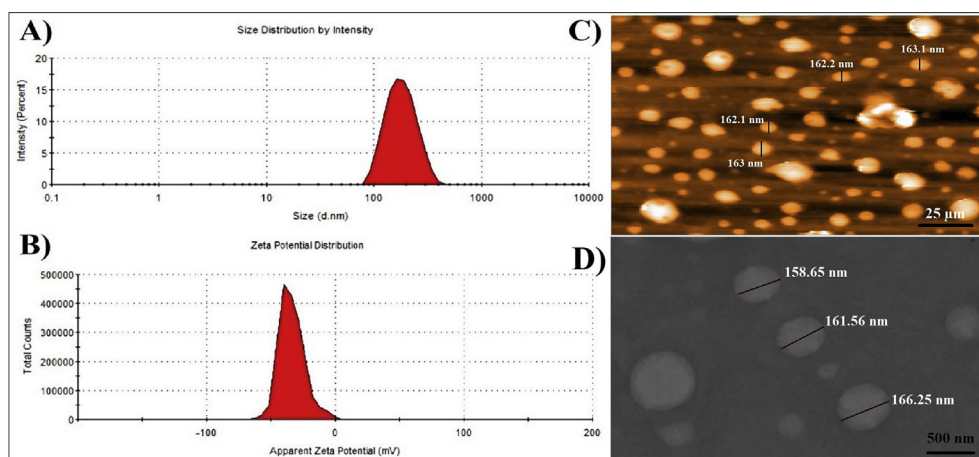 A)
Size Distribution by Intensity
20
15
10
5
0
Intensity (Percent)
0.1 1 10 100 1000 10000
Size (d.nm)
B)
Zeta Potential Distribution
500000
400000
300000
200000
100000
0
Total Counts
-100 0 100 200
Apparent Zeta Potential (mV)
C)
163.1 nm
162.2 nm
162.1 nm
163 nm
25 µm
D)
158.65 nm
161.56 nm
166.25 nm
500 nm